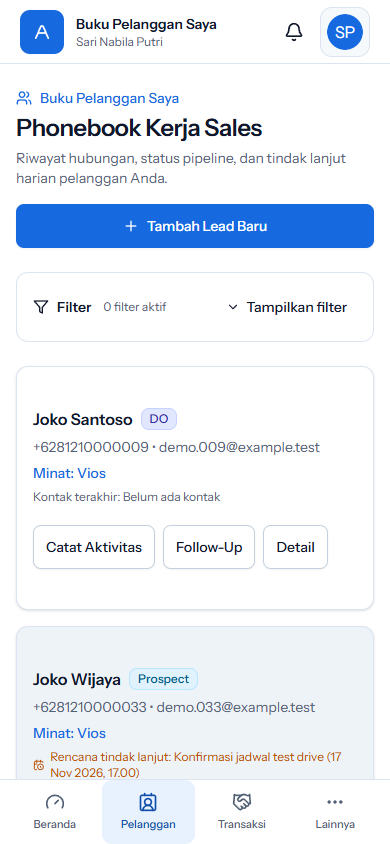 A
Buku Pelanggan Saya
Sari Nabila Putri
SP
Buku Pelanggan Saya
Phonebook Kerja Sales
Riwayat hubungan, status pipeline, dan tindak lanjut
harian pelanggan Anda.
Tambah Lead Baru
Filter 0 filter aktif Tampilkan filter
Joko Santoso DO
+6281210000009 • demo.009@example.test
Minat: Vios
Kontak terakhir: Belum ada kontak
Catat Aktivitas Follow-Up Detail
Joko Wijaya Prospect
+6281210000033 • demo.033@example.test
Minat: Vios
Rencana tindak lanjut: Konfirmasi jadwal test drive (17
Nov 2026, 17.00)
Beranda Pelanggan Transaksi Lainnya